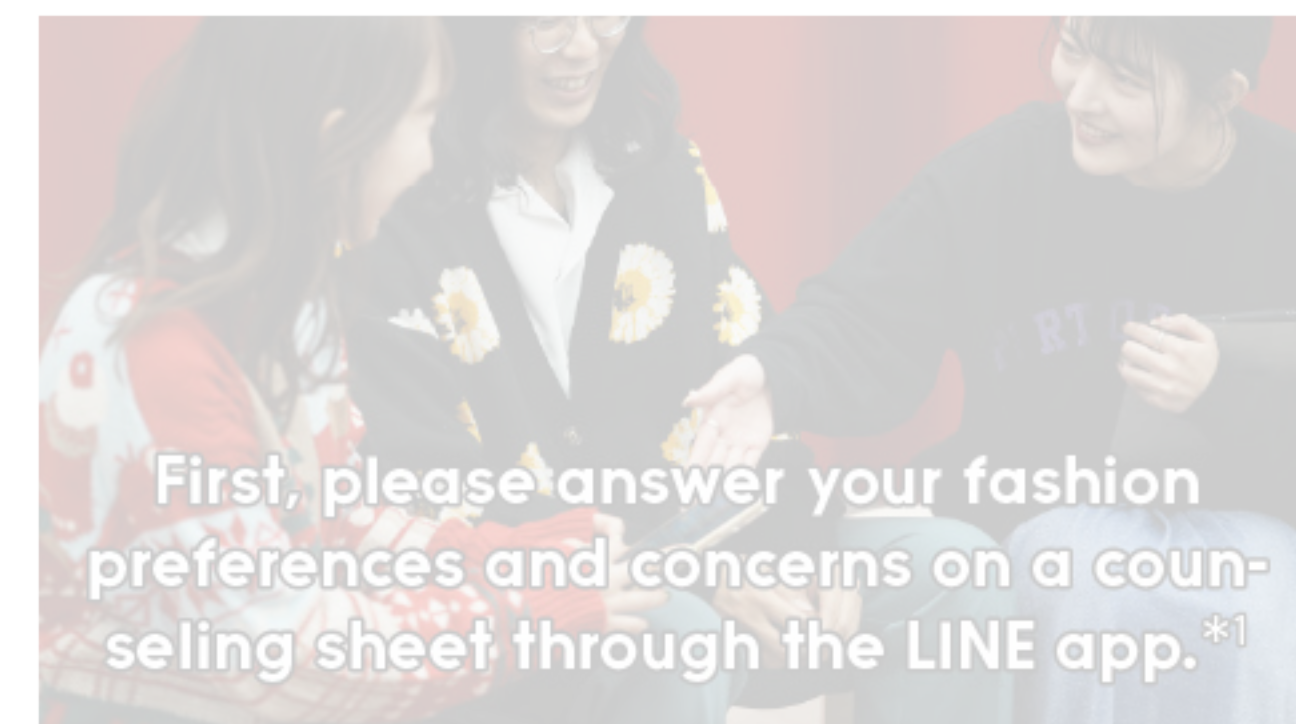 First, please answer your fashion
preferences and concerns on a coun-
seling sheet through the LINE app.*1